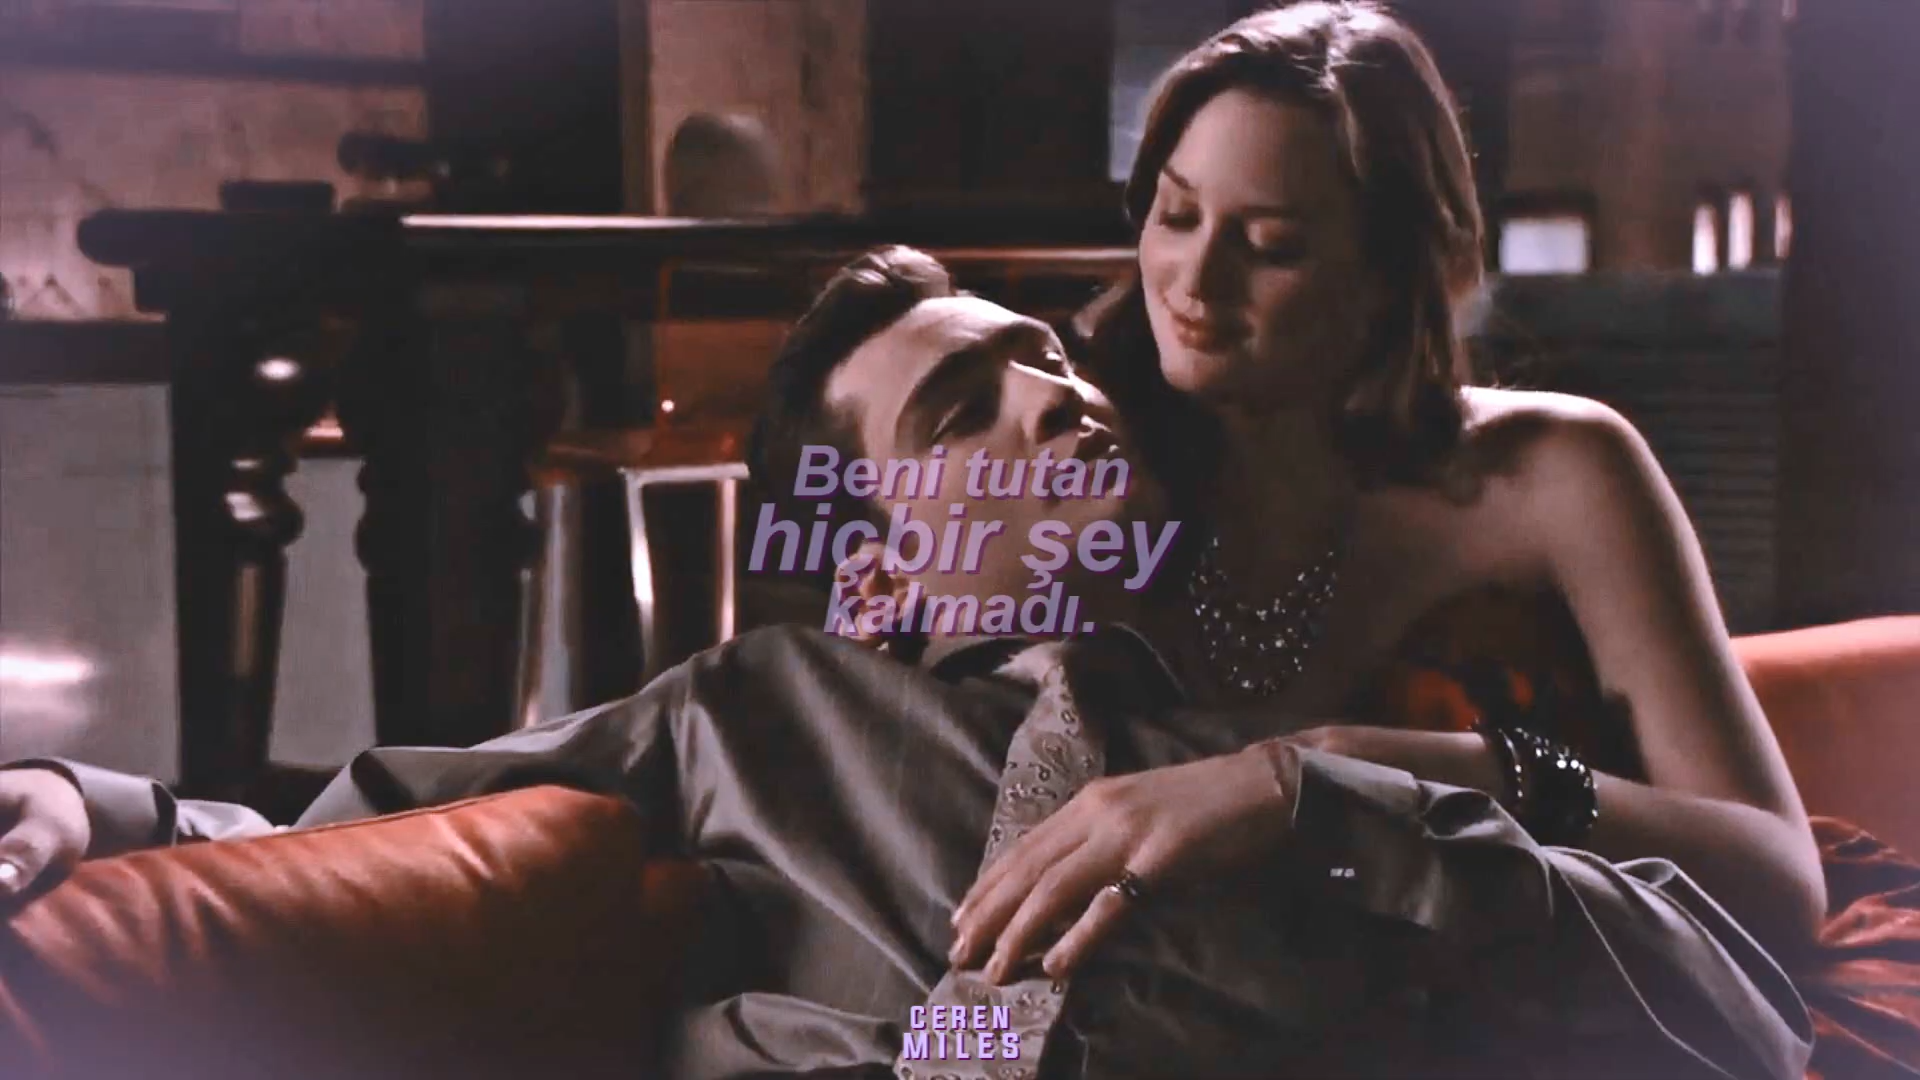 Beni tutan
hiçbir şey
kalmadı.
CEREN
MILES